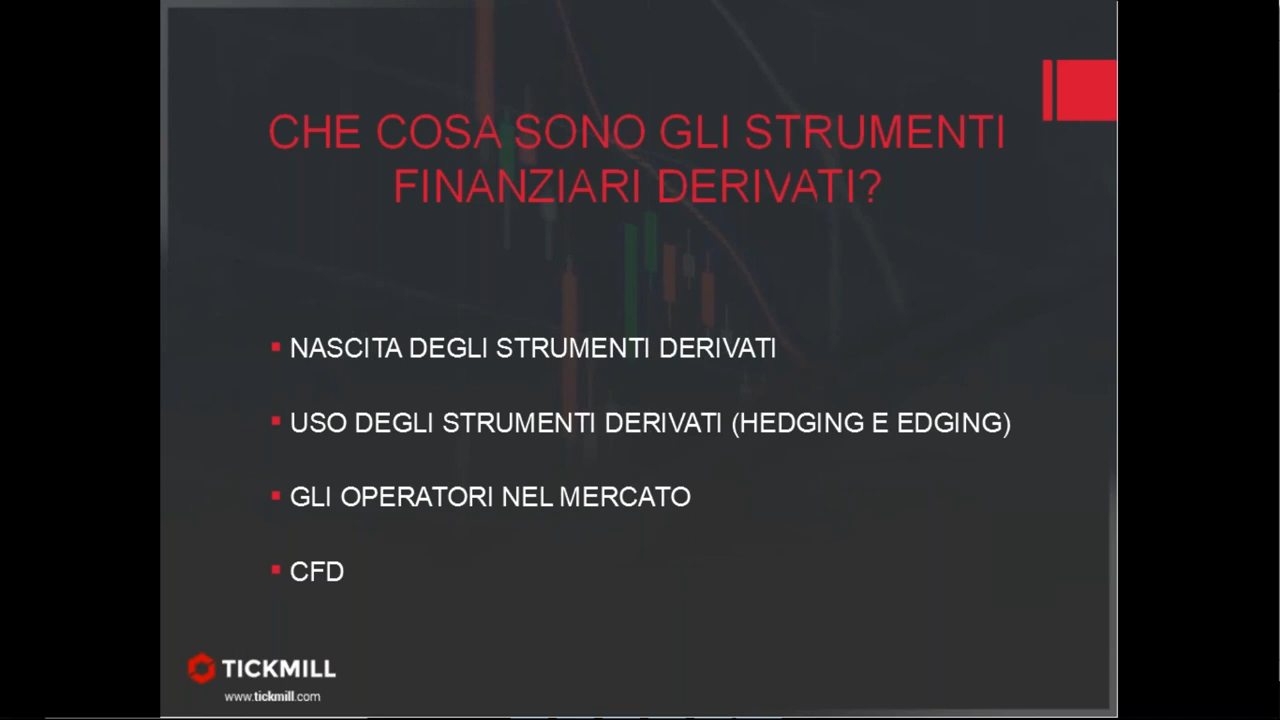 CHE COSA SONO GLI STRUMENTI
FINANZIARI DERIVATI?
NASCITA DEGLI STRUMENTI DERIVATI
USO DEGLI STRUMENTI DERIVATI (HEDGING E EDGING)
GLI OPERATORI NEL MERCATO
CFD
TICKMILL
www.tickmill.com